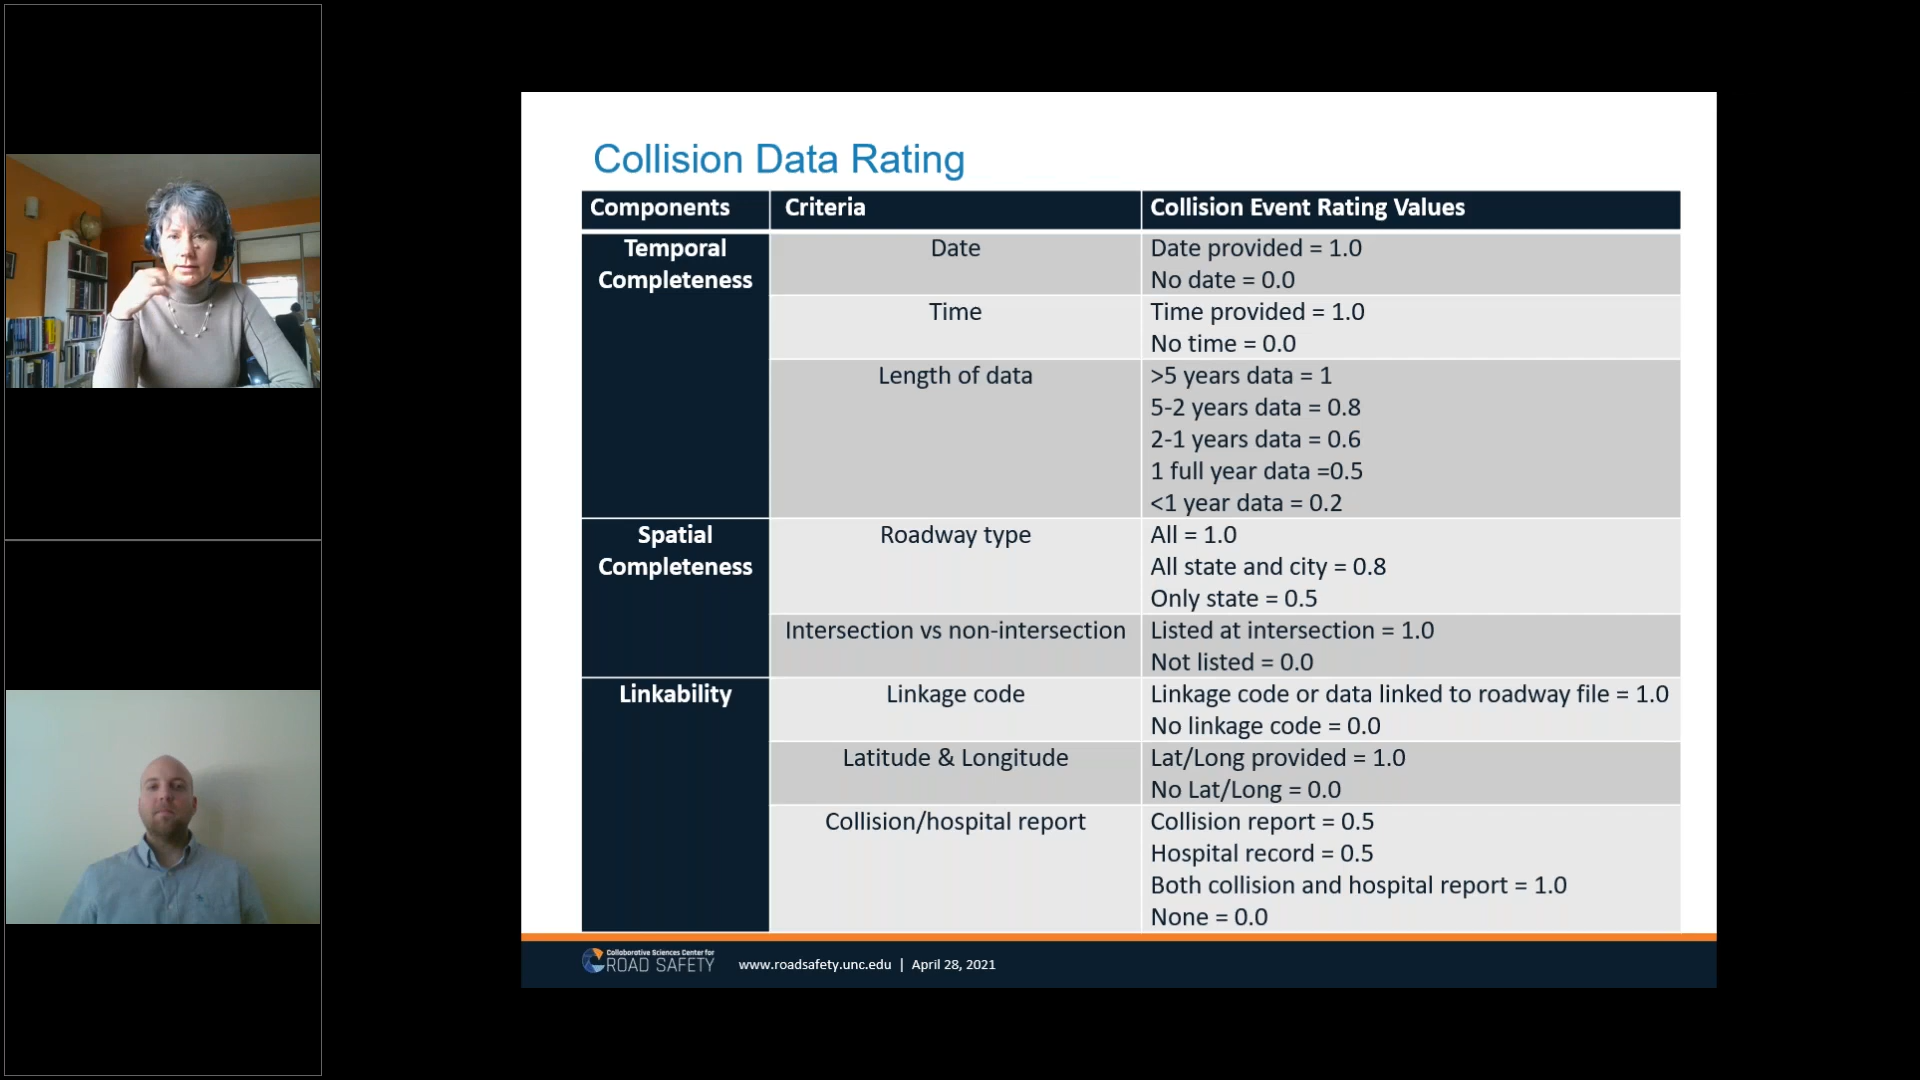 Collision Data Rating
Components Criteria Collision Event Rating Values
Temporal Completeness
Date
Date provided = 1.0
No date = 0.0
Time
Time provided = 1.0
No time = 0.0
Length of data
>5 years data = 1
5-2 years data = 0.8
2-1 years data = 0.6
1 full year data =0.5
<1 year data = 0.2
Spatial Completeness
Roadway type
All = 1.0
All state and city = 0.8
Only state = 0.5
Intersection vs non-intersection
Listed at intersection = 1.0
Not listed = 0.0
Linkability
Linkage code
Linkage code or data linked to roadway file = 1.0
No linkage code = 0.0
Latitude & Longitude
Lat/Long provided = 1.0
No Lat/Long = 0.0
Collision/hospital report
Collision report = 0.5
Hospital record = 0.5
Both collision and hospital report = 1.0
None = 0.0
Collaborative Sciences Center for
ROAD SAFETY
www.roadsafety.unc.edu | April 28, 2021